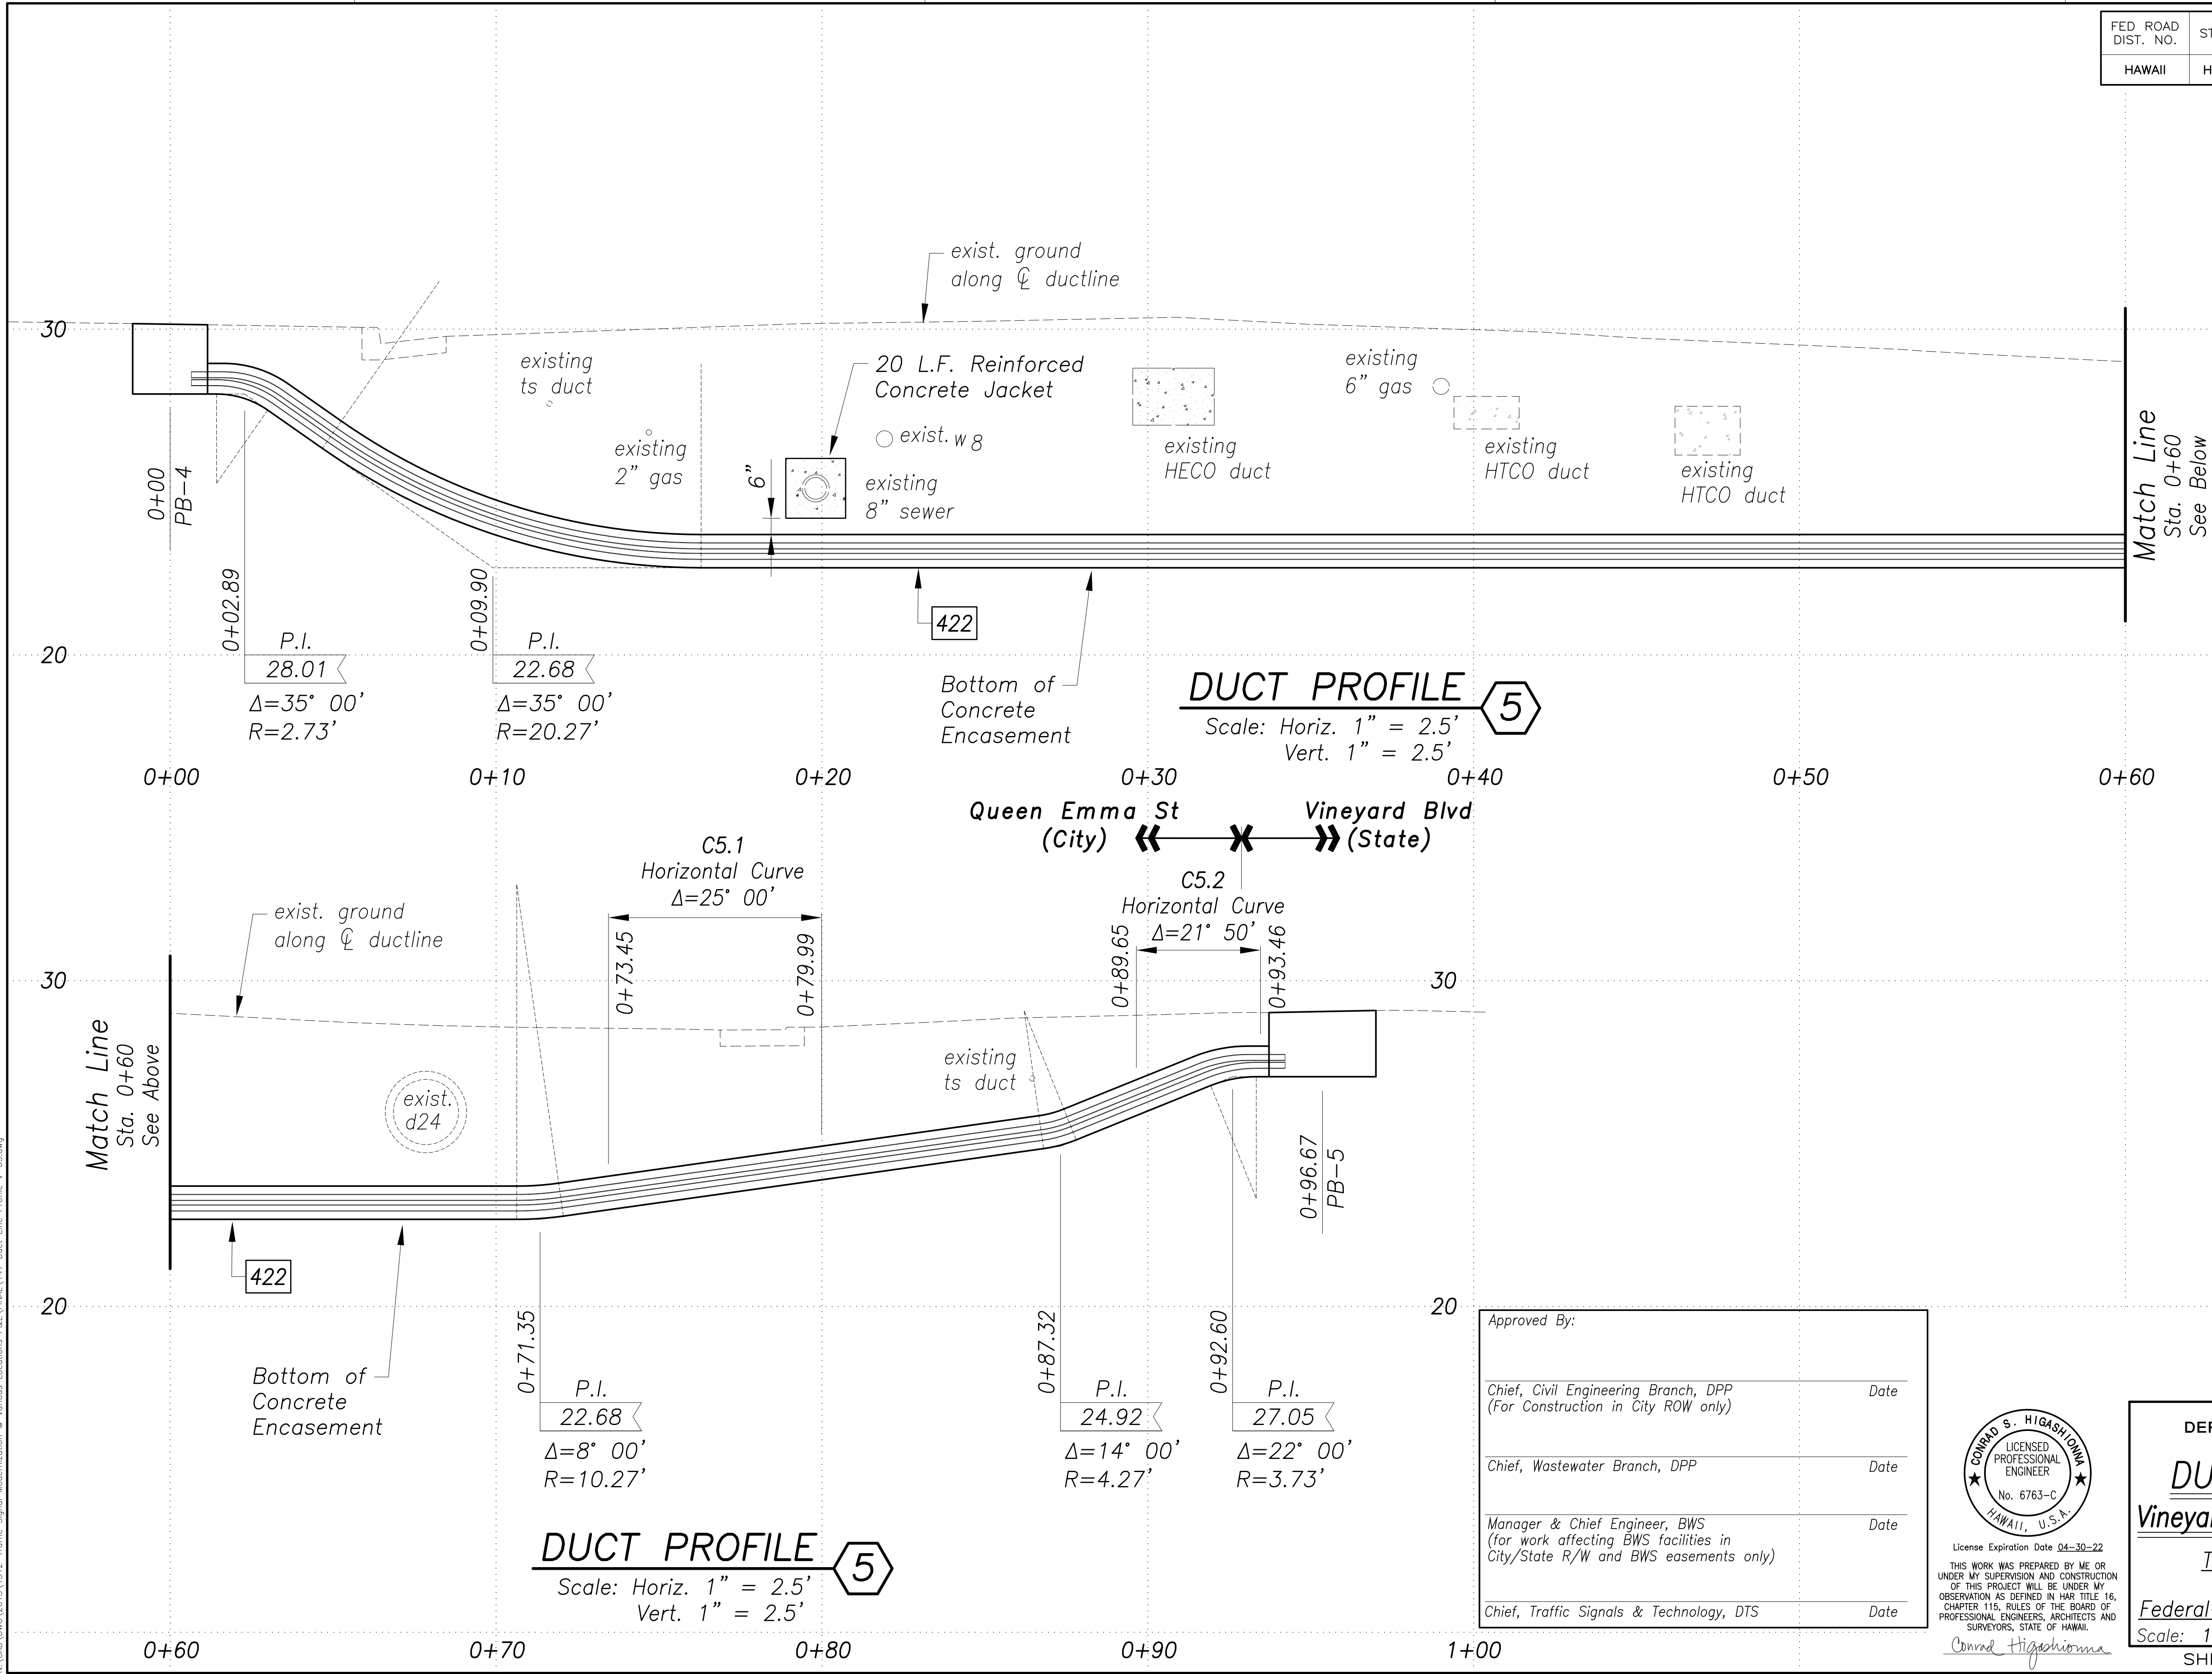 FED ROAD
DIST. NO.
HAWAII
exist. ground
along ℄ ductline
30
existing
ts duct
20 L.F. Reinforced
Concrete Jacket
existing
6” gas
existing
2” gas
exist. w8
6”
existing
8” sewer
existing
HECO duct
existing
HTCO duct
existing
HTCO duct
Match Line
Sta. 0+60
See Below
0+00
PB-4
0+02.89
0+09.90
422
20
P.I.
28.01
Δ=35° 00’
R=2.73’
P.I.
22.68
Δ=35° 00’
R=20.27’
Bottom of
Concrete
Encasement
DUCT PROFILE
5
Scale: Horiz. 1” = 2.5’
Vert. 1” = 2.5’
0+00
0+10
0+20
0+30
0+40
0+50
0+60
Queen Emma St
(City)
Vineyard Blvd
(State)
C5.1
Horizontal Curve
Δ=25° 00’
C5.2
Horizontal Curve
Δ=21° 50’
exist. ground
along ℄ ductline
0+73.45
0+79.99
0+89.65
0+93.46
30
30
Match Line
Sta. 0+60
See Above
exist.
d24
existing
ts duct
0+96.67
PB-5
422
20
20
Bottom of
Concrete
Encasement
0+71.35
P.I.
22.68
Δ=8° 00’
R=10.27’
0+87.32
P.I.
24.92
Δ=14° 00’
R=4.27’
0+92.60
P.I.
27.05
Δ=22° 00’
R=3.73’
DUCT PROFILE
5
Scale: Horiz. 1” = 2.5’
Vert. 1” = 2.5’
0+60
0+70
0+80
0+90
1+00
Approved By:
Chief, Civil Engineering Branch, DPP Date
(For Construction in City ROW only)
Chief, Wastewater Branch, DPP Date
Manager & Chief Engineer, BWS Date
(for work affecting BWS facilities in
City/State R/W and BWS easements only)
Chief, Traffic Signals & Technology, DTS Date
CONRAD S. HIGASHIONNA
LICENSED
PROFESSIONAL
ENGINEER
No. 6763-C
HAWAII, U.S.A.
License Expiration Date 04-30-22
THIS WORK WAS PREPARED BY ME OR
UNDER MY SUPERVISION AND CONSTRUCTION
OF THIS PROJECT WILL BE UNDER MY
OBSERVATION AS DEFINED IN HAR TITLE 16,
CHAPTER 115, RULES OF THE BOARD OF
PROFESSIONAL ENGINEERS, ARCHITECTS AND
SURVEYORS, STATE OF HAWAII.
Conrad Higashionna
Federal
Scale: 1